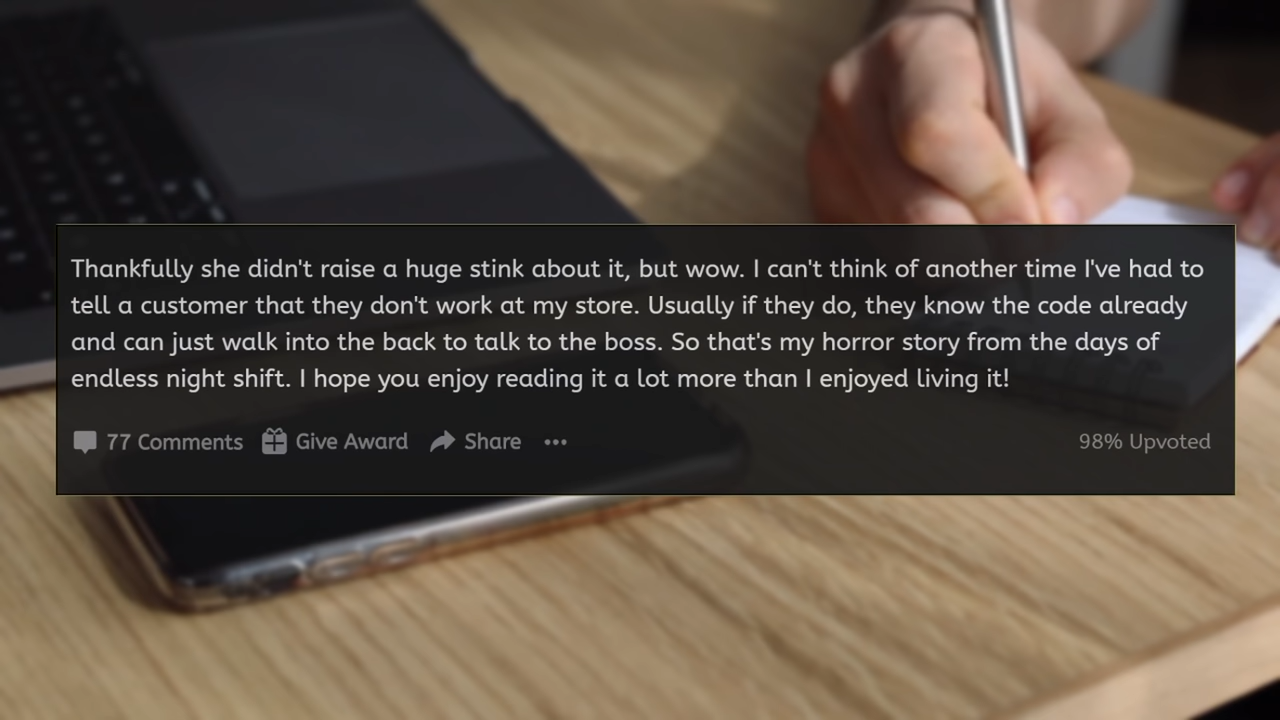 Thankfully she didn't raise a huge stink about it, but wow. I can't think of another time I've had to
tell a customer that they don't work at my store. Usually if they do, they know the code already
and can just walk into the back to talk to the boss. So that's my horror story from the days of
endless night shift. I hope you enjoy reading it a lot more than I enjoyed living it!
77 Comments Give Award Share ••• 98% Upvoted